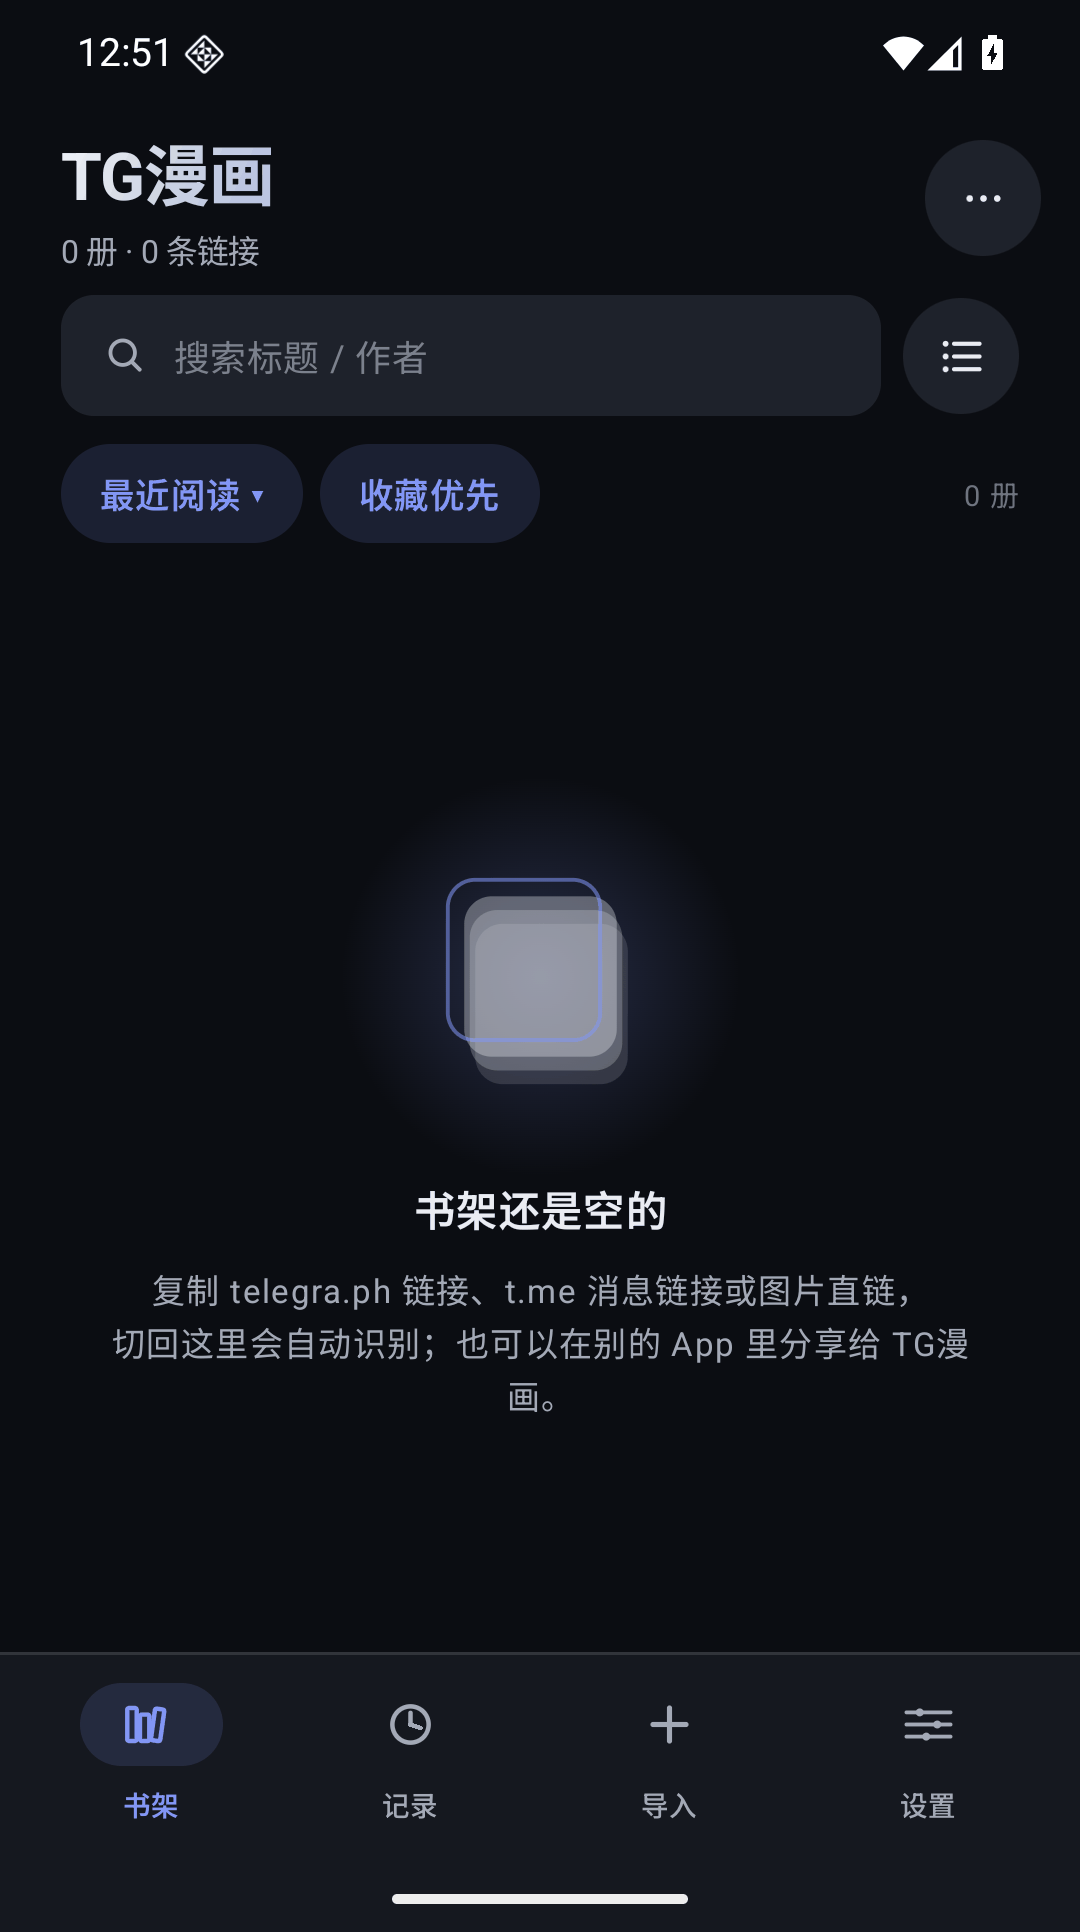 12:51
TG漫画
0 册 · 0 条链接
搜索标题 / 作者
最近阅读 ▾
收藏优先
0 册
书架还是空的
复制 telegra.ph 链接、t.me 消息链接或图片直链，
切回这里会自动识别；也可以在别的 App 里分享给 TG漫
画。
书架
记录
导入
设置